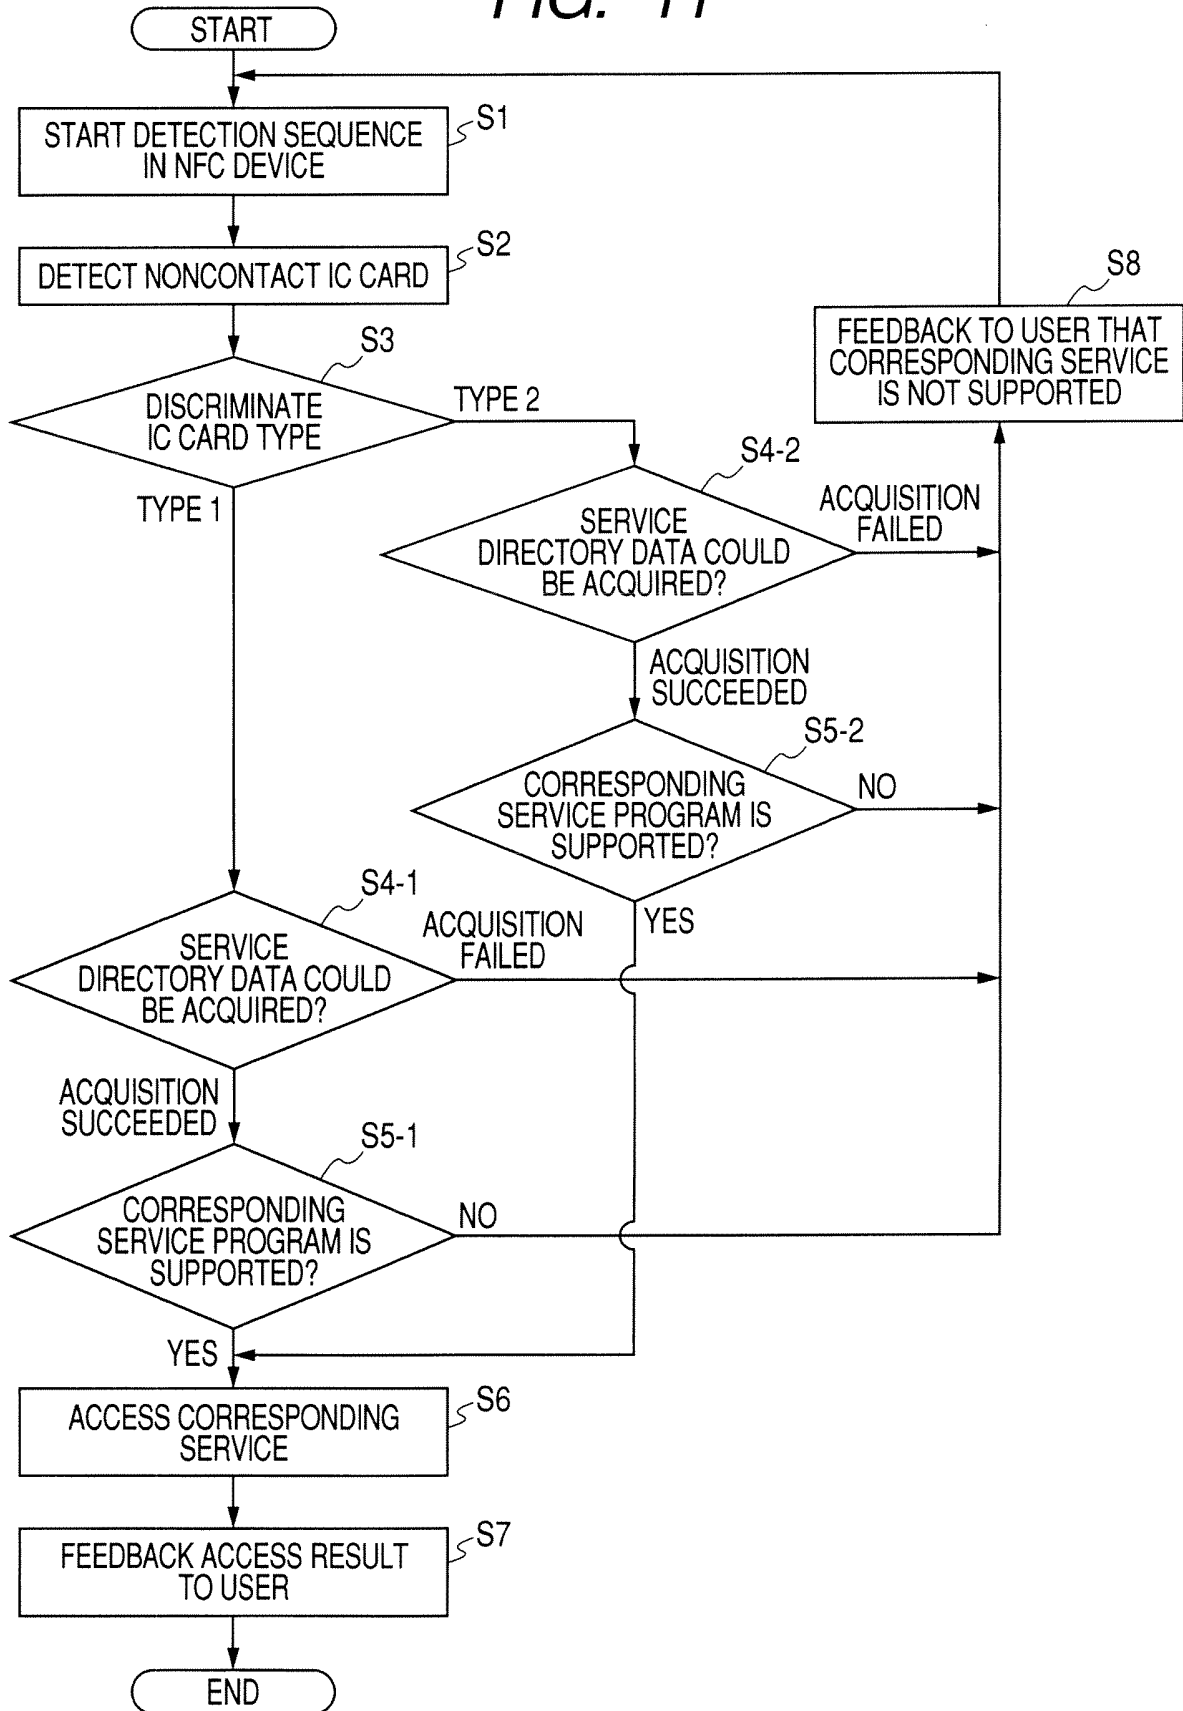 FIG. 11
START
START DETECTION SEQUENCE
IN NFC DEVICE
S1
DETECT NONCONTACT IC CARD
S2
S8
FEEDBACK TO USER THAT
CORRESPONDING SERVICE
IS NOT SUPPORTED
S3
DISCRIMINATE
IC CARD TYPE
TYPE 2
TYPE 1
S4-2
SERVICE
DIRECTORY DATA COULD
BE ACQUIRED?
ACQUISITION
FAILED
ACQUISITION
SUCCEEDED
S5-2
CORRESPONDING
SERVICE PROGRAM IS
SUPPORTED?
NO
YES
S4-1
SERVICE
DIRECTORY DATA COULD
BE ACQUIRED?
ACQUISITION
FAILED
ACQUISITION
SUCCEEDED
S5-1
CORRESPONDING
SERVICE PROGRAM IS
SUPPORTED?
NO
YES
ACCESS CORRESPONDING
SERVICE
S6
FEEDBACK ACCESS RESULT
TO USER
S7
END